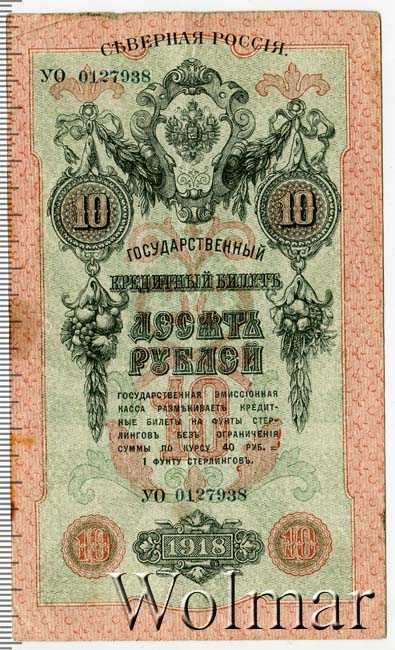 СѢВЕРНАЯ РОССІЯ.
УО 0127938
10 10
ГОСУДАРСТВЕННЫЙ
КРЕДИТНЫЙ БИЛЕТЪ
ДЕСЯТЬ
РУБЛЕЙ
10
ГОСУДАРСТВЕННАЯ ЭМИССІОННАЯ
КАССА РАЗМѢНИВАЕТЪ КРЕДИТ-
НЫЕ БИЛЕТЫ НА ФУНТЫ СТЕР-
ЛИНГОВЪ БЕЗЪ ОГРАНИЧЕНІЯ
СУММЫ ПО КУРСУ 40 РУБ. =
1 ФУНТУ СТЕРЛИНГОВЪ.
УО 0127938
10 1918 10
Wolmar